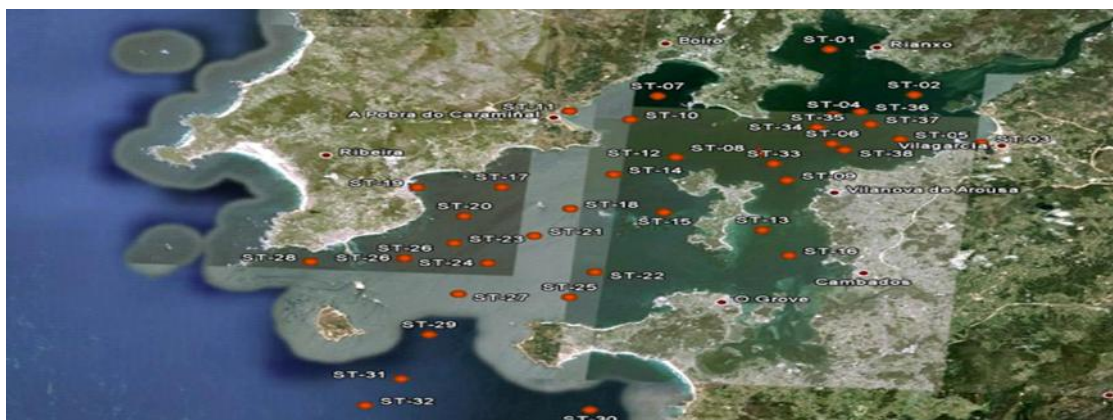 ST-01
Boiro
Rianxo
ST-07
ST-02
ST-11
A Pobra do Caramiñal
ST-10
ST-04
ST-36
ST-35
ST-37
ST-34
ST-06
ST-05
ST-03
Vilagarcía
Ribeira
ST-12
ST-08
ST-38
ST-33
ST-14
ST-09
ST-19
ST-17
Vilanova de Arousa
ST-20
ST-18
ST-15
ST-13
ST-21
ST-26
ST-23
ST-28
ST-26
ST-24
ST-16
ST-22
Cambados
ST-27
ST-25
O Grove
ST-29
ST-31
ST-32
ST-30